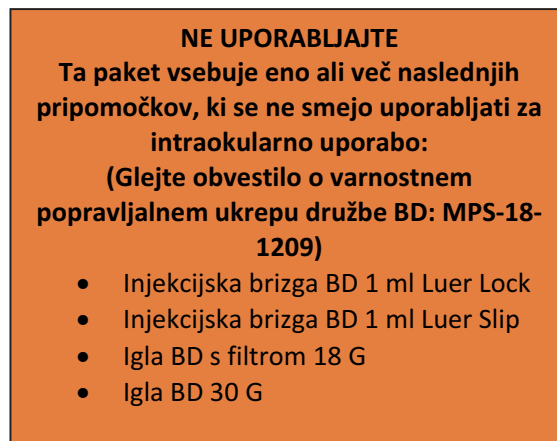 NE UPORABLJAJTE
Ta paket vsebuje eno ali več naslednjih
pripomočkov, ki se ne smejo uporabljati za
intraokularno uporabo:
(Glejte obvestilo o varnostnem
popravljalnem ukrepu družbe BD: MPS-18-
1209)
• Injekcijska brizga BD 1 ml Luer Lock
• Injekcijska brizga BD 1 ml Luer Slip
• Igla BD s filtrom 18 G
• Igla BD 30 G